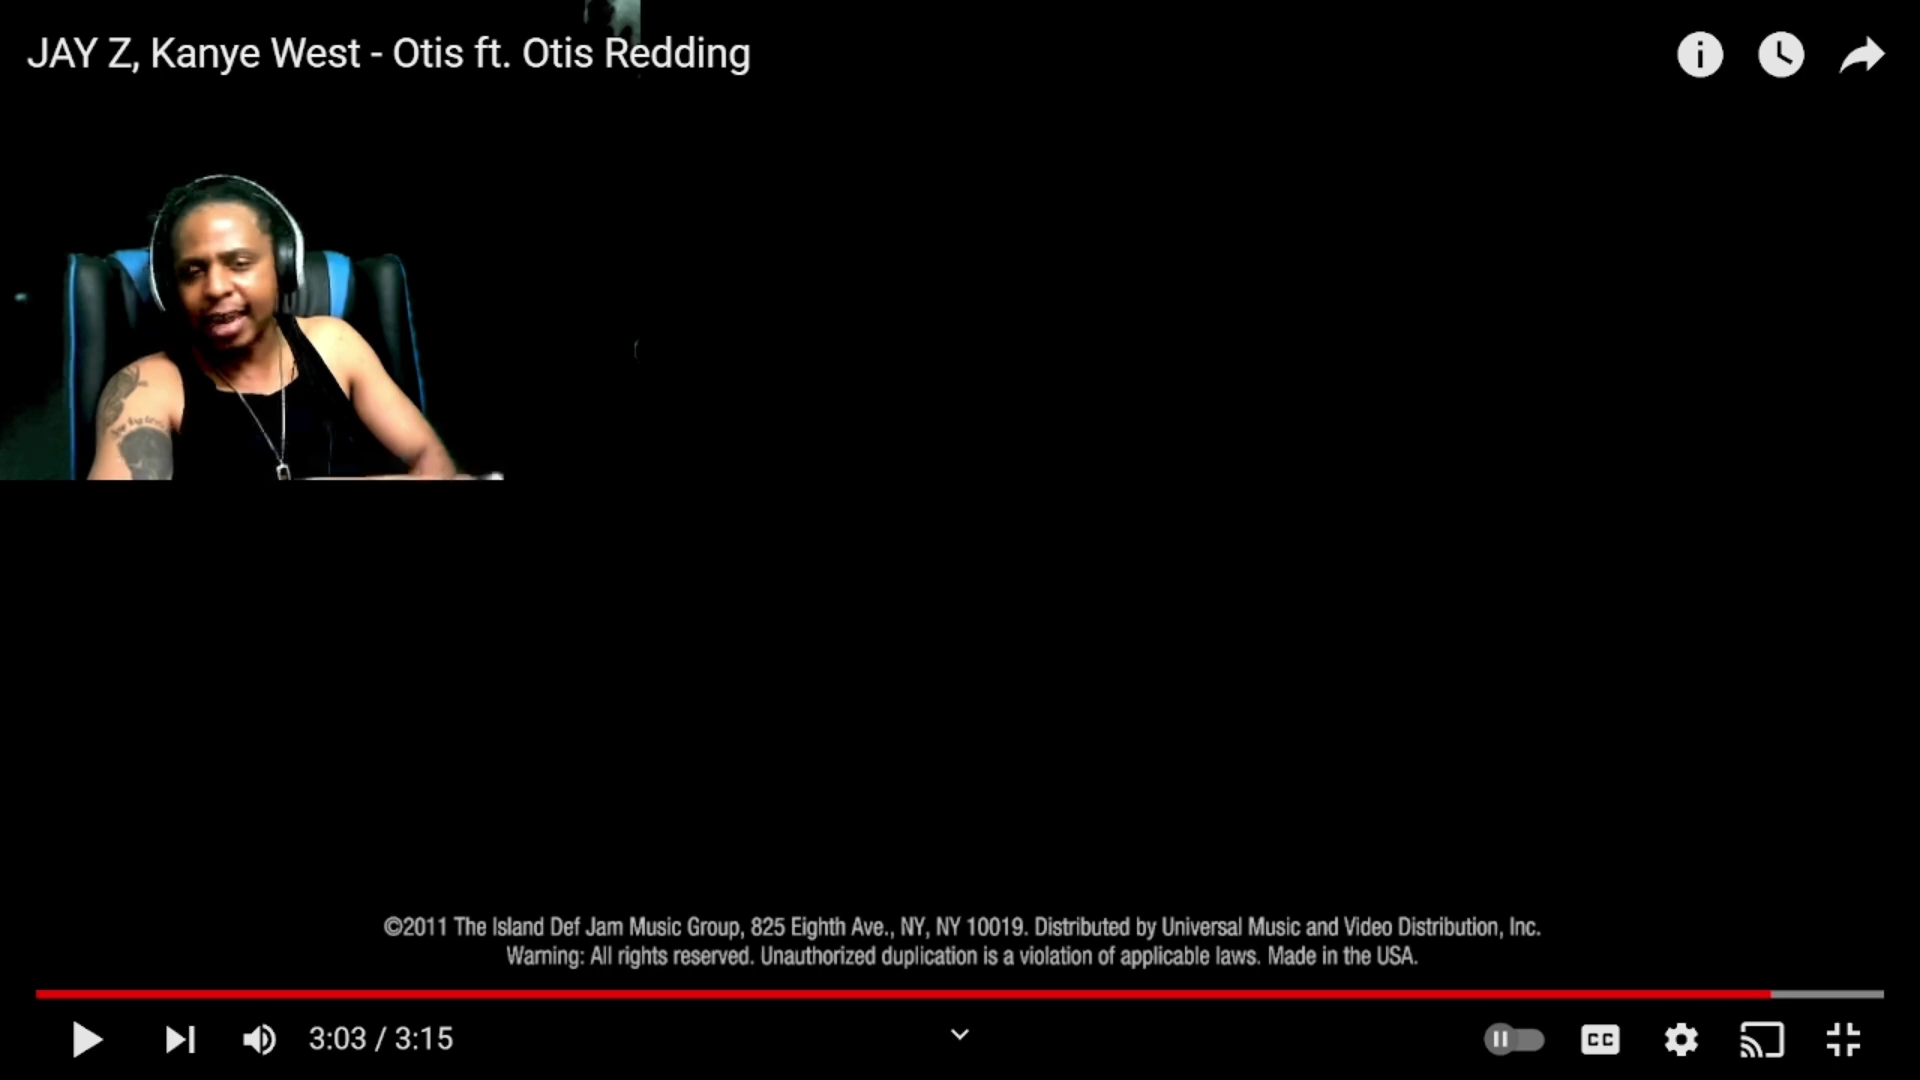 JAY Z, Kanye West - Otis ft. Otis Redding
©2011 The Island Def Jam Music Group, 825 Eighth Ave., NY, NY 10019. Distributed by Universal Music and Video Distribution, Inc.
Warning: All rights reserved. Unauthorized duplication is a violation of applicable laws. Made in the USA.
3:03 / 3:15
CC